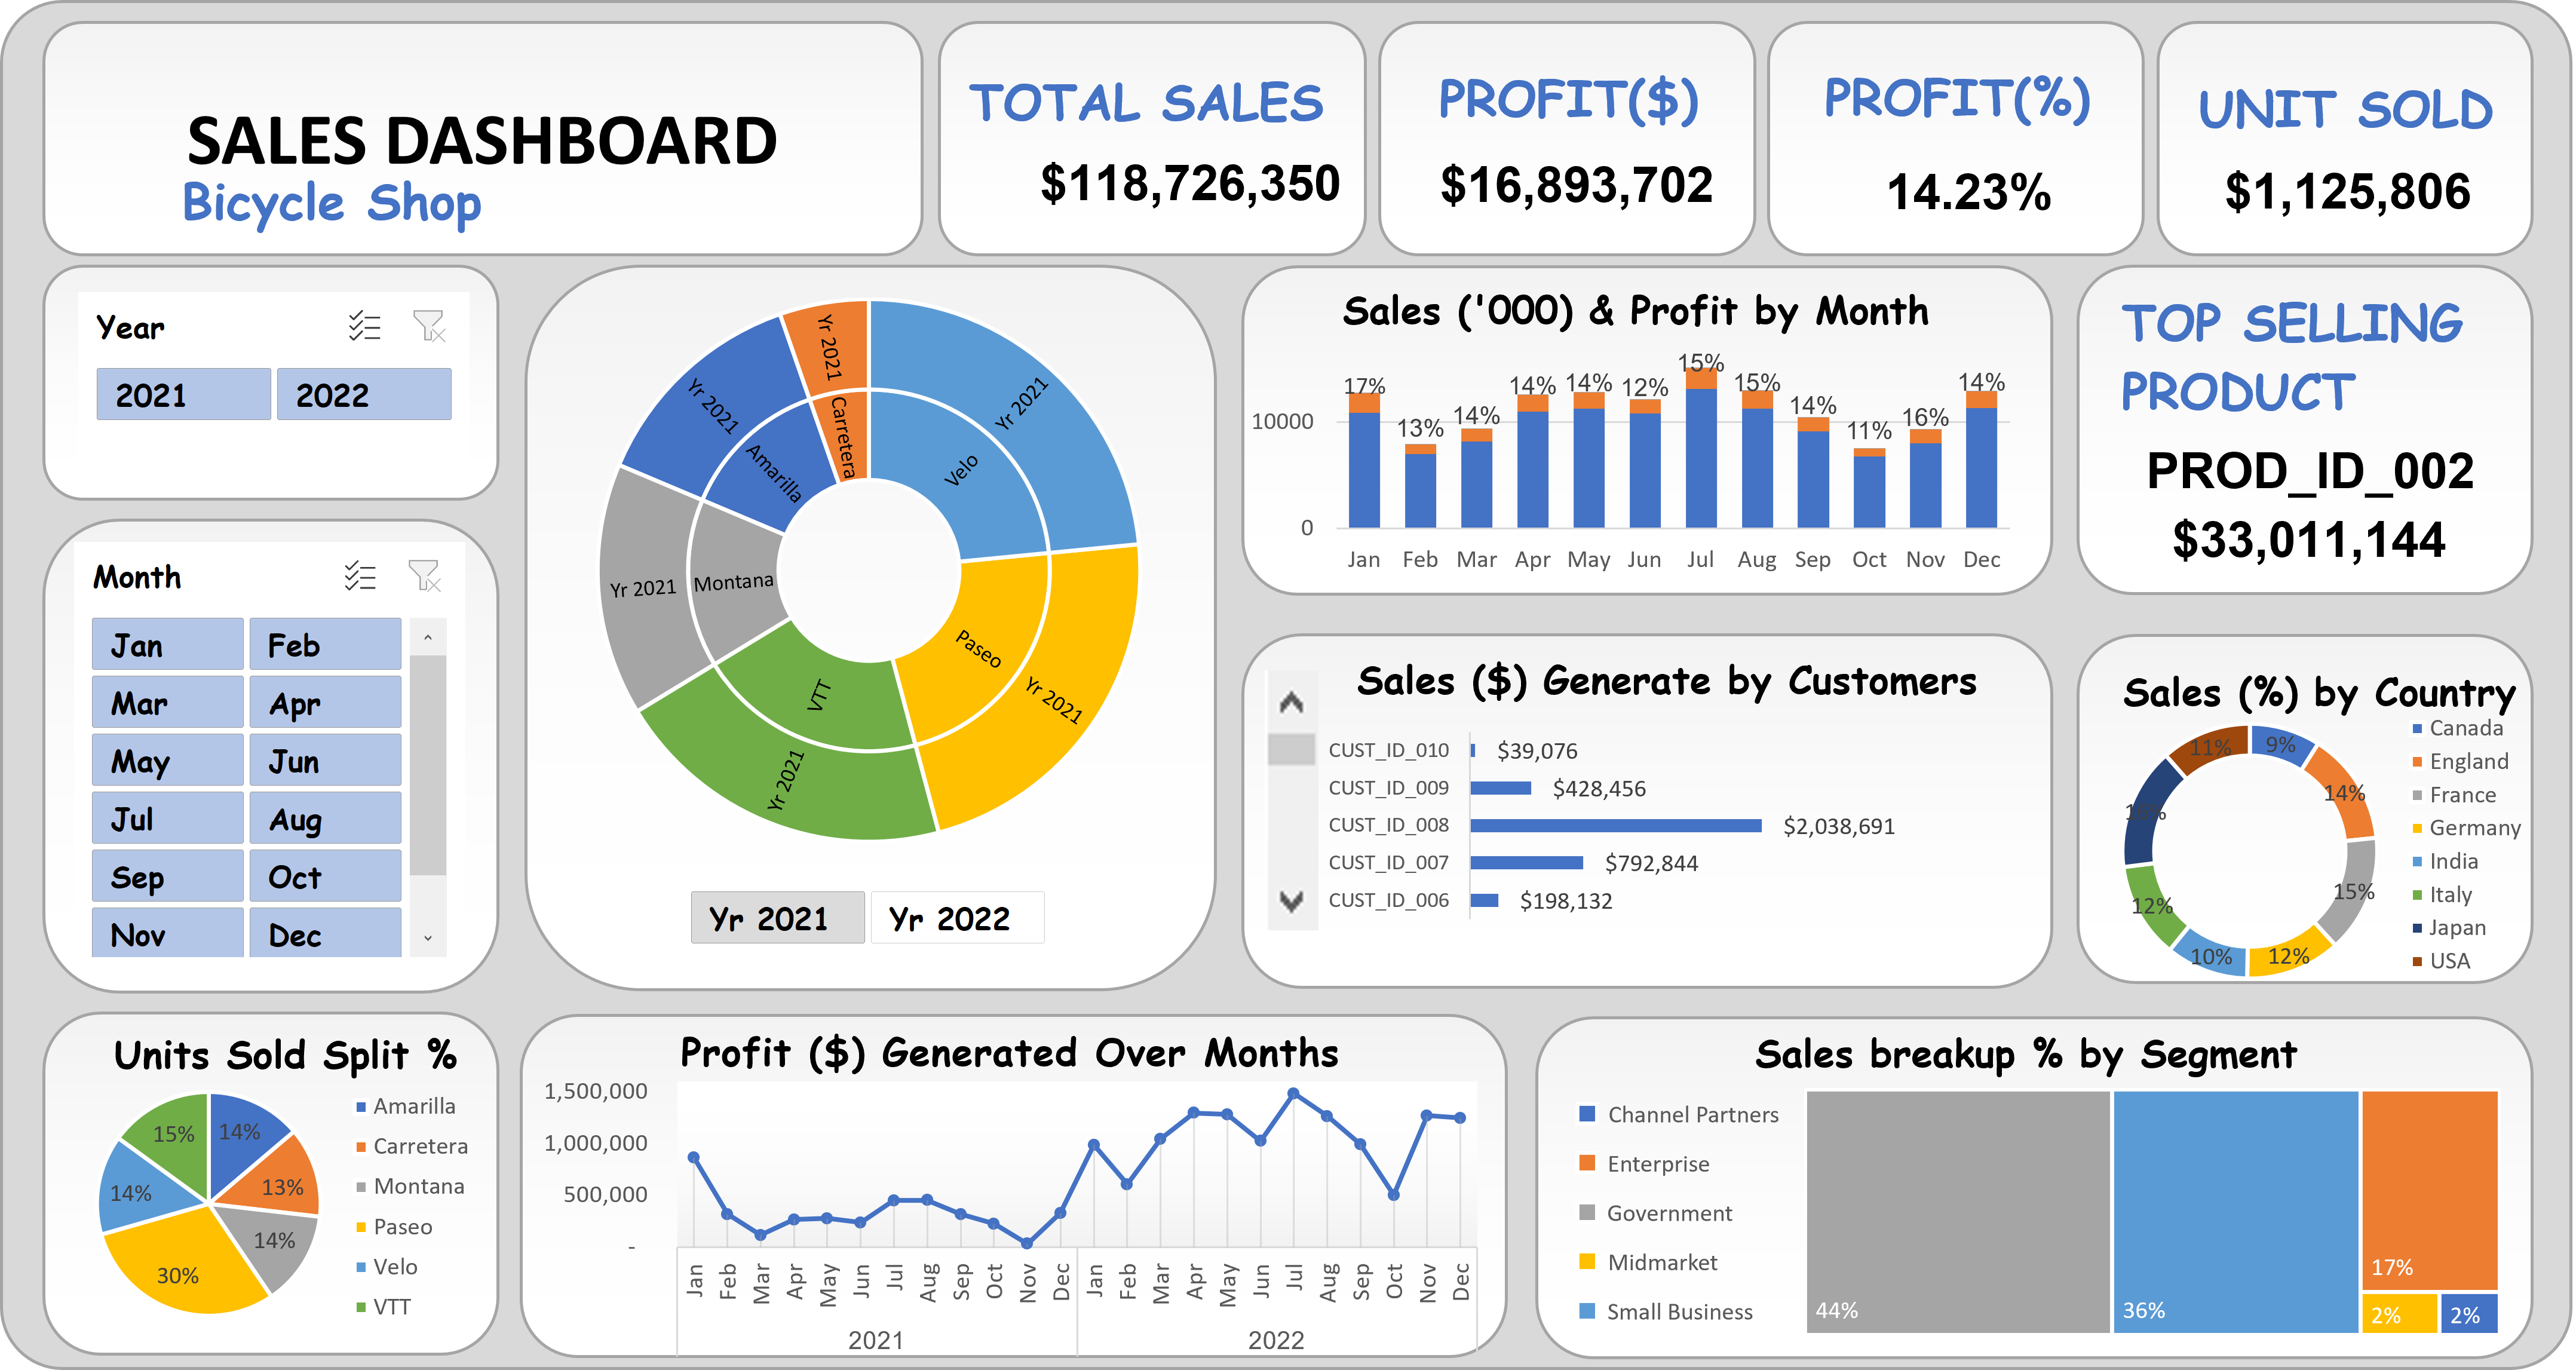 SALES DASHBOARD
Bicycle Shop
TOTAL SALES
$118,726,350
PROFIT($)
$16,893,702
PROFIT(%)
14.23%
UNIT SOLD
$1,125,806
Year
2021 2022
Month
Jan Feb
Mar Apr
May Jun
Jul Aug
Sep Oct
Nov Dec
Yr 2021 Carretera
Yr 2021 Velo
Yr 2021 Paseo
Yr 2021 VTT
Yr 2021 Montana
Yr 2021 Amarilla
Yr 2021 Yr 2022
Sales ('000) & Profit by Month
10000
0
17% 13% 14% 14% 14% 12% 15% 15% 14% 11% 16% 14%
Jan Feb Mar Apr May Jun Jul Aug Sep Oct Nov Dec
TOP SELLING
PRODUCT
PROD_ID_002
$33,011,144
Sales ($) Generate by Customers
CUST_ID_010 $39,076
CUST_ID_009 $428,456
CUST_ID_008 $2,038,691
CUST_ID_007 $792,844
CUST_ID_006 $198,132
Sales (%) by Country
9%
14%
15%
12%
10%
12%
11%
Canada
England
France
Germany
India
Italy
Japan
USA
Units Sold Split %
14%
13%
14%
30%
14%
15%
Amarilla
Carretera
Montana
Paseo
Velo
VTT
Profit ($) Generated Over Months
1,500,000
1,000,000
500,000
-
Jan Feb Mar Apr May Jun Jul Aug Sep Oct Nov Dec Jan Feb Mar Apr May Jun Jul Aug Sep Oct Nov Dec
2021 2022
Sales breakup % by Segment
Channel Partners
Enterprise
Government
Midmarket
Small Business
44%
36%
17%
2%
2%